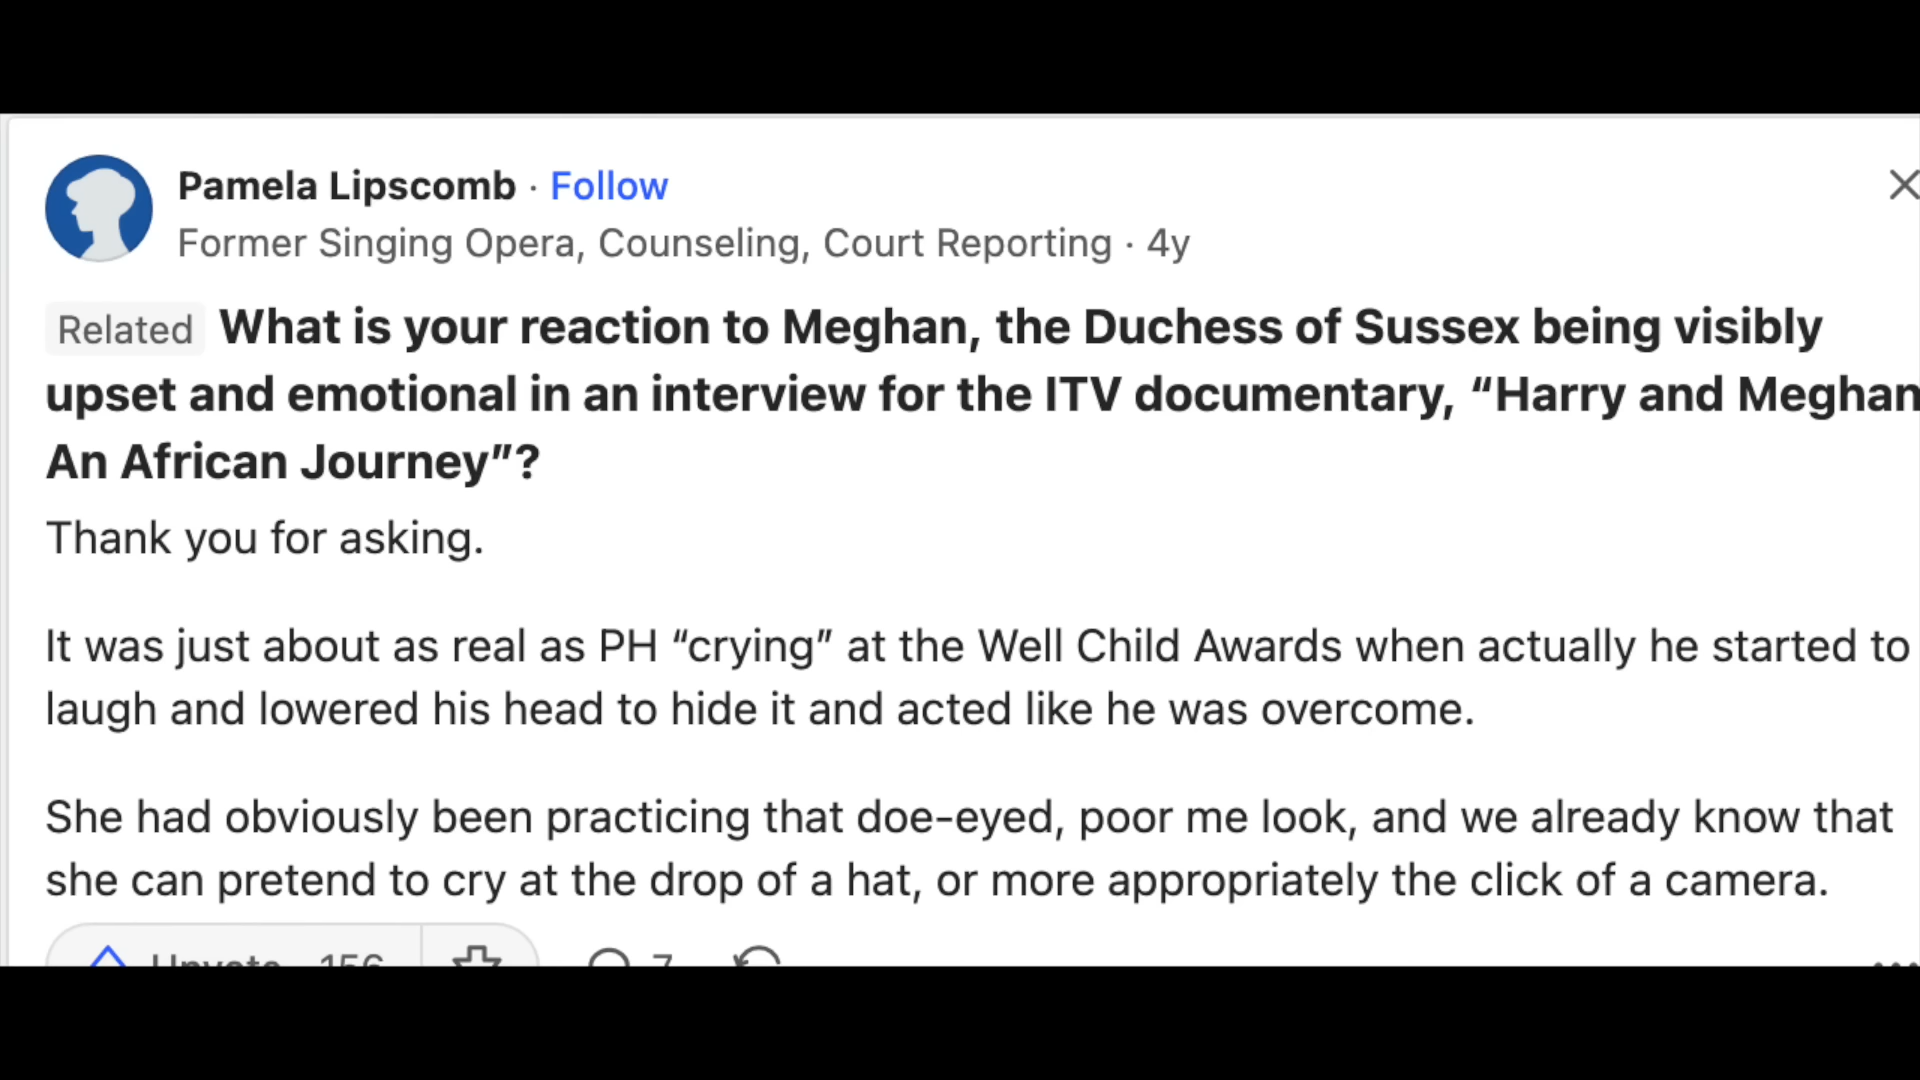 Pamela Lipscomb · Follow
Former Singing Opera, Counseling, Court Reporting · 4y
Related What is your reaction to Meghan, the Duchess of Sussex being visibly
upset and emotional in an interview for the ITV documentary, “Harry and Meghan
An African Journey”?
Thank you for asking.
It was just about as real as PH “crying” at the Well Child Awards when actually he started to
laugh and lowered his head to hide it and acted like he was overcome.
She had obviously been practicing that doe-eyed, poor me look, and we already know that
she can pretend to cry at the drop of a hat, or more appropriately the click of a camera.
Upvote 156 7